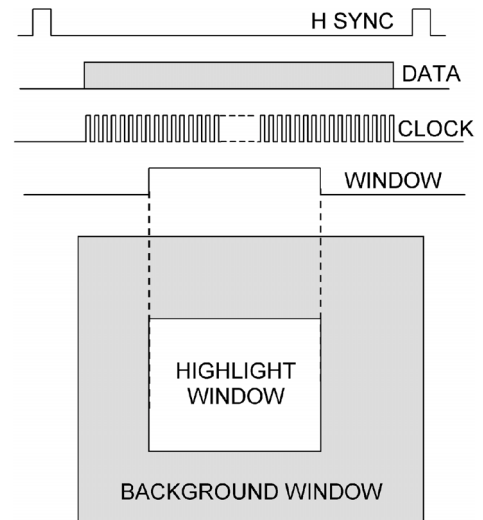 H SYNC
DATA
CLOCK
WINDOW
HIGHLIGHT
WINDOW
BACKGROUND WINDOW